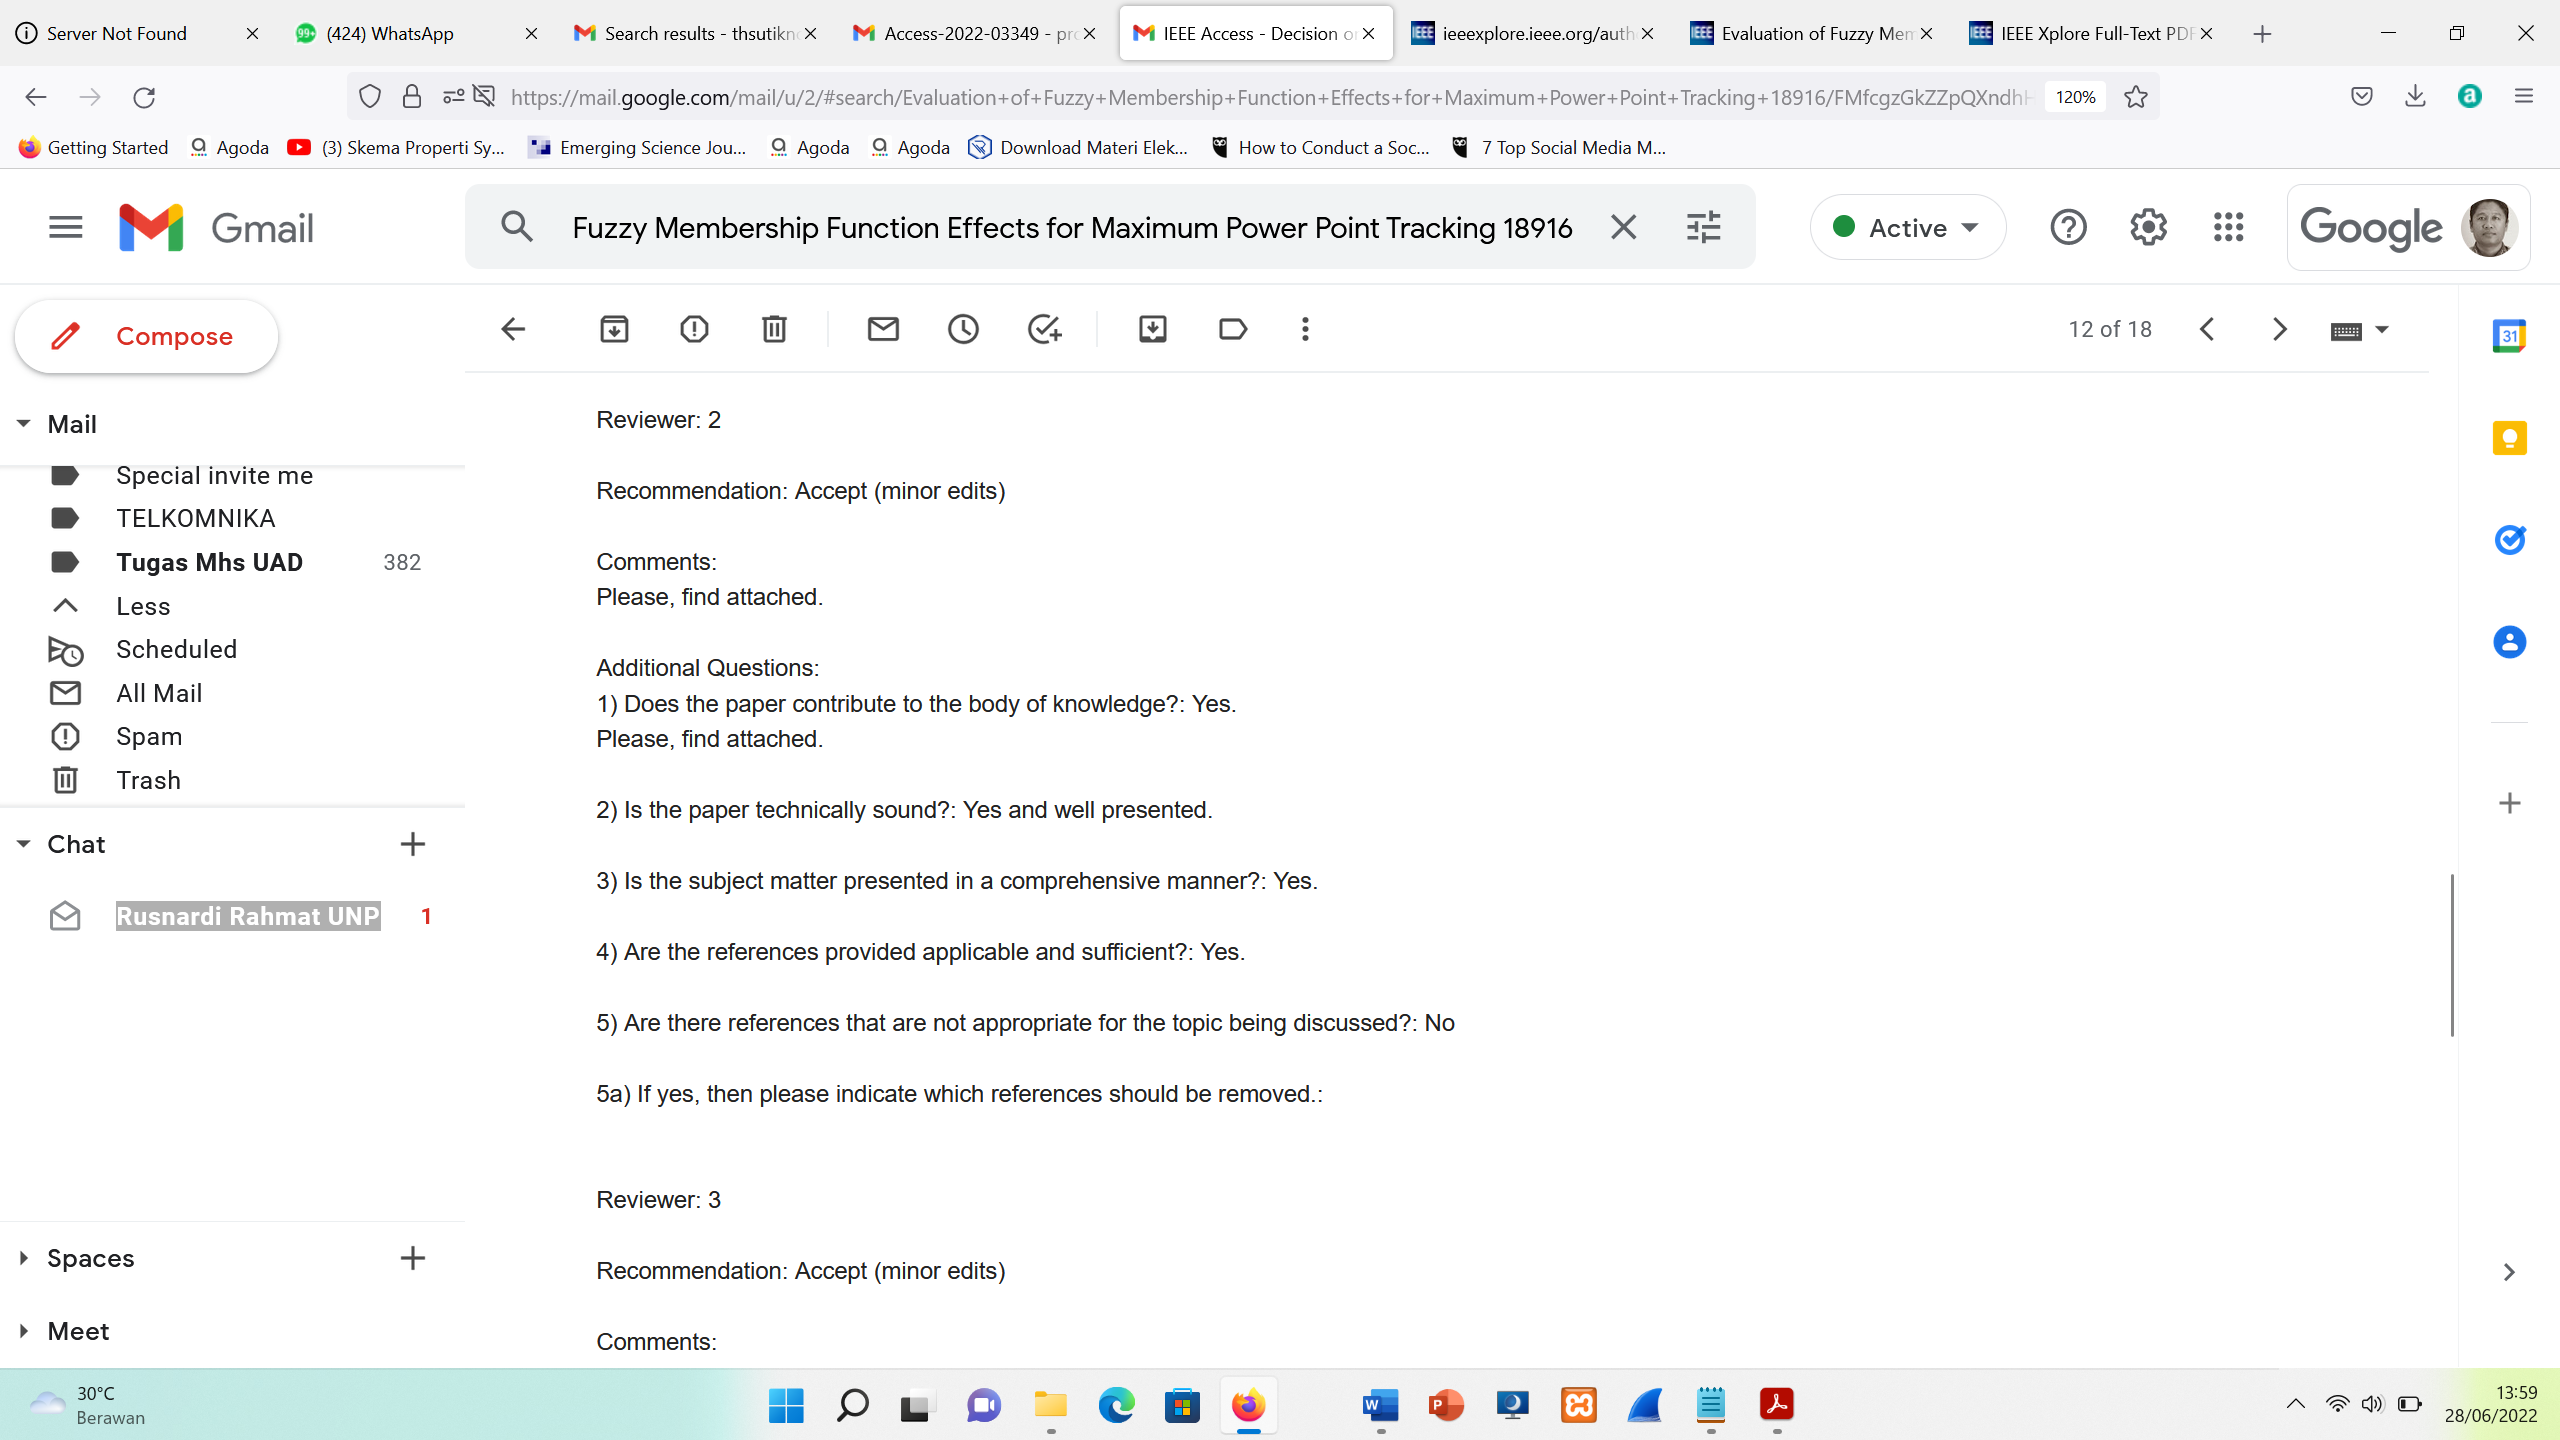 Server Not Found
(424) WhatsApp
Search results - thsutikn
Access-2022-03349 - pr
IEEE Access - Decision o
ieeexplore.ieee.org/auth
Evaluation of Fuzzy Mem
IEEE Xplore Full-Text PDF
https://mail.google.com/mail/u/2/#search/Evaluation+of+Fuzzy+Membership+Function+Effects+for+Maximum+Power+Point+Tracking+18916/FMfcgzGkZZpQXndhH
120%
Getting Started
Agoda
(3) Skema Properti Sy...
Emerging Science Jou...
Agoda
Agoda
Download Materi Elek...
How to Conduct a Soc...
7 Top Social Media M...
Gmail
Fuzzy Membership Function Effects for Maximum Power Point Tracking 18916
Active
Google
Compose
12 of 18
Mail
Special invite me
TELKOMNIKA
Tugas Mhs UAD 382
Less
Scheduled
All Mail
Spam
Trash
Chat
Rusnardi Rahmat UNP 1
Spaces
Meet
Reviewer: 2
Recommendation: Accept (minor edits)
Comments:
Please, find attached.
Additional Questions:
1) Does the paper contribute to the body of knowledge?: Yes.
Please, find attached.
2) Is the paper technically sound?: Yes and well presented.
3) Is the subject matter presented in a comprehensive manner?: Yes.
4) Are the references provided applicable and sufficient?: Yes.
5) Are there references that are not appropriate for the topic being discussed?: No
5a) If yes, then please indicate which references should be removed.:
Reviewer: 3
Recommendation: Accept (minor edits)
Comments:
31
30°C
Berawan
13:59
28/06/2022